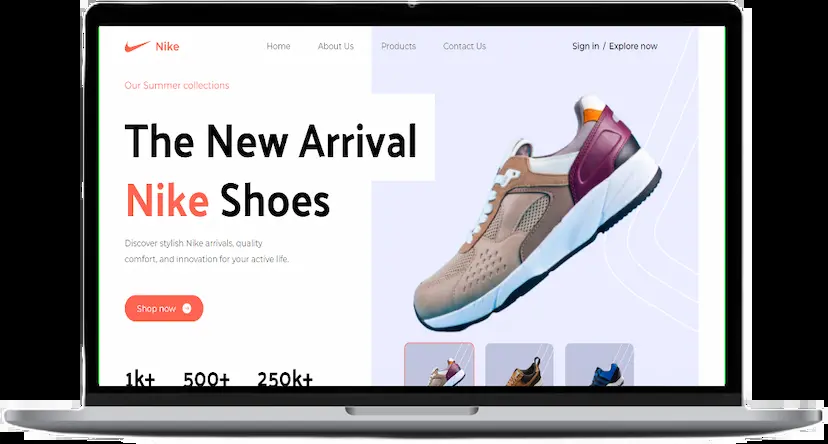 Nike
Home About Us Products Contact Us Sign in / Explore now
Our Summer collections
The New Arrival
Nike Shoes
Discover stylish Nike arrivals, quality
comfort, and innovation for your active life.
Shop now
1k+ 500+ 250k+